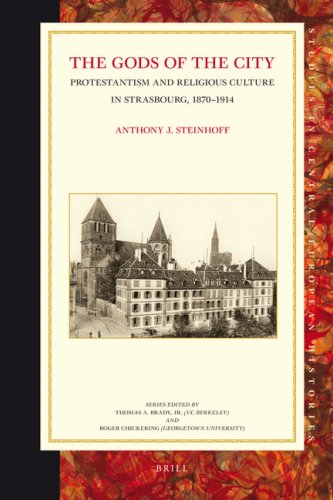 THE GODS OF THE CITY
PROTESTANTISM AND RELIGIOUS CULTURE
IN STRASBOURG, 1870–1914
ANTHONY J. STEINHOFF
SERIES EDITED BY
THOMAS A. BRADY, JR. (UC BERKELEY)
AND
ROGER CHICKERING (GEORGETOWN UNIVERSITY)
BRILL
STUDIES IN CENTRAL EUROPEAN HISTORIES